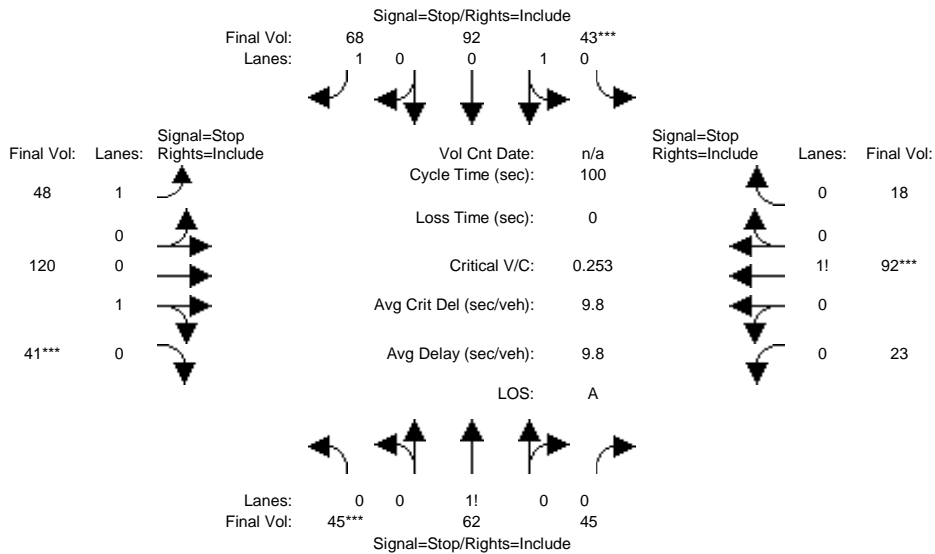 Signal=Stop/Rights=Include
Final Vol: 68 92 43***
Lanes: 1 0 0 1 0
Signal=Stop
Final Vol: Lanes: Rights=Include
Vol Cnt Date: n/a
Signal=Stop
Rights=Include Lanes: Final Vol:
Cycle Time (sec): 100
48 1
0 18
Loss Time (sec): 0
0
0
120 0
Critical V/C: 0.253
1! 92***
1
Avg Crit Del (sec/veh): 9.8
0
41*** 0
Avg Delay (sec/veh): 9.8
0 23
LOS: A
Lanes: 0 0 1! 0 0
Final Vol: 45*** 62 45
Signal=Stop/Rights=Include